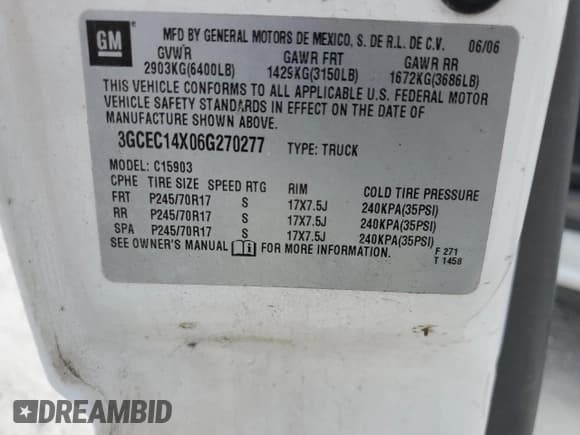 GM
MFD BY GENERAL MOTORS DE MEXICO, S. DE R.L. DE C.V. 06/06
GVWR GAWR FRT GAWR RR
2903KG(6400LB) 1429KG(3150LB) 1672KG(3686LB)
THIS VEHICLE CONFORMS TO ALL APPLICABLE U.S. FEDERAL MOTOR
VEHICLE SAFETY STANDARDS IN EFFECT ON THE DATE OF
MANUFACTURE SHOWN ABOVE.
3GCEC14X06G270277 TYPE: TRUCK
MODEL: C15903
CPHE TIRE SIZE SPEED RTG RIM COLD TIRE PRESSURE
FRT P245/70R17 S 17X7.5J 240KPA(35PSI)
RR P245/70R17 S 17X7.5J 240KPA(35PSI)
SPA P245/70R17 S 17X7.5J 240KPA(35PSI)
SEE OWNER'S MANUAL FOR MORE INFORMATION.
F 271
T 1458
DREAMBID